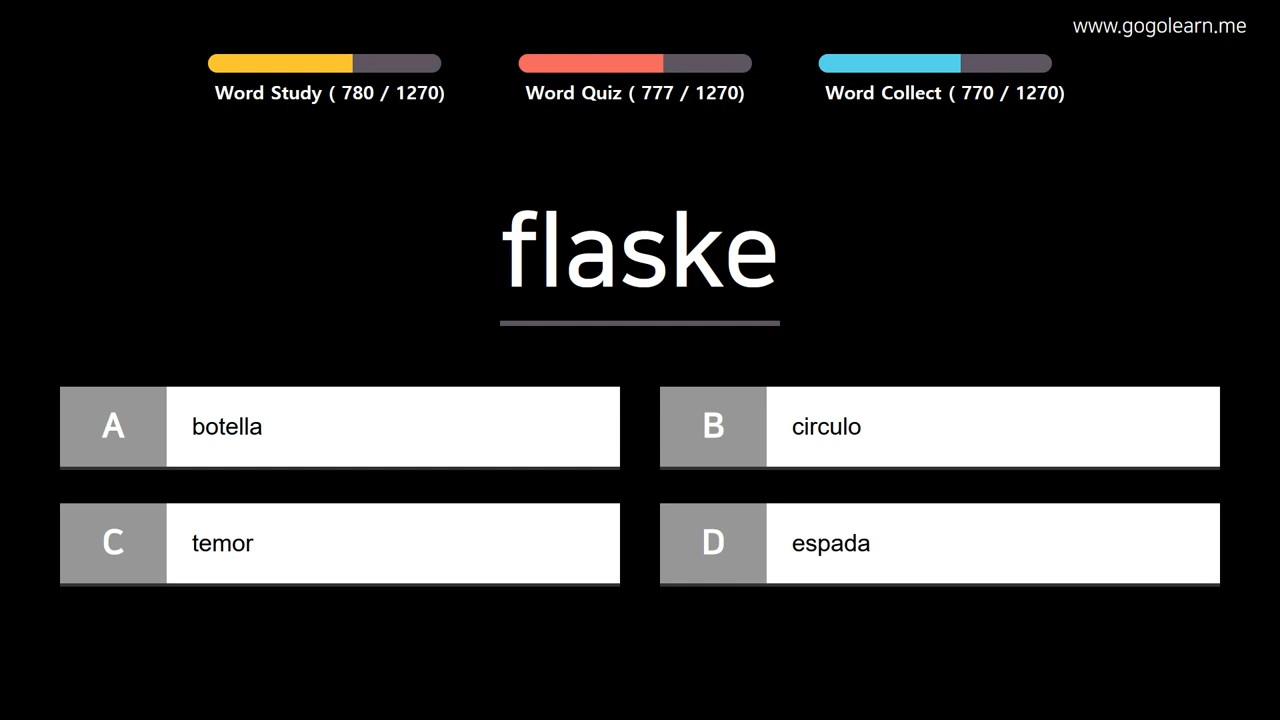 www.gogolearn.me
Word Study ( 780 / 1270)
Word Quiz ( 777 / 1270)
Word Collect ( 770 / 1270)
flaske
A botella
B circulo
C temor
D espada